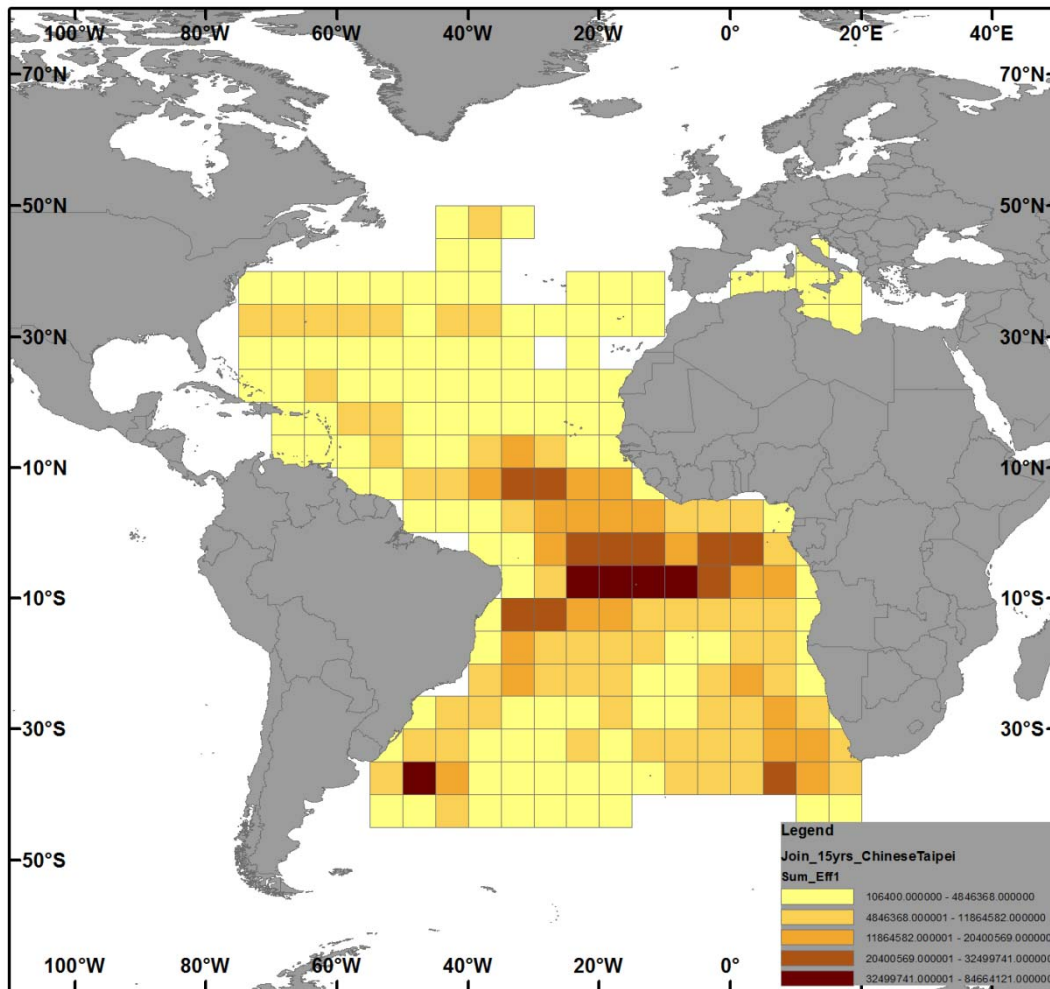 100°W 80°W 60°W 40°W 20°W 0° 20°E 40°E
70°N 70°N
50°N 50°N
30°N 30°N
10°N 10°N
10°S 10°S
30°S 30°S
50°S
Legend
Join_15yrs_ChineseTaipei
Sum_Eff1
106400.000000 - 4846368.000000
4846368.000001 - 11864582.000000
11864582.000001 - 20400569.000000
20400569.000001 - 32499741.000000
32499741.000001 - 84664121.000000
100°W 80°W 60°W 40°W 20°W 0° 20°E 40°E